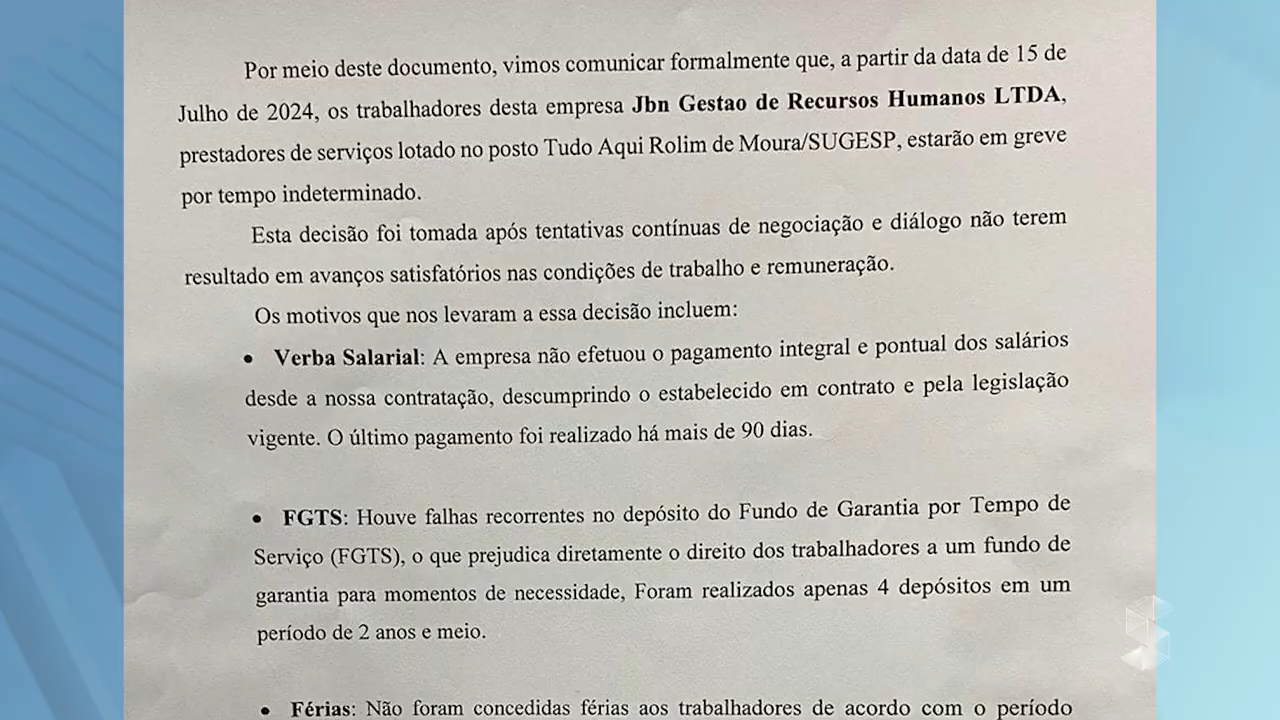 Por meio deste documento, vimos comunicar formalmente que, a partir da data de 15 de
Julho de 2024, os trabalhadores desta empresa Jbn Gestao de Recursos Humanos LTDA,
prestadores de serviços lotado no posto Tudo Aqui Rolim de Moura/SUGESP, estarão em greve
por tempo indeterminado.
Esta decisão foi tomada após tentativas contínuas de negociação e diálogo não terem
resultado em avanços satisfatórios nas condições de trabalho e remuneração.
Os motivos que nos levaram a essa decisão incluem:
• Verba Salarial: A empresa não efetuou o pagamento integral e pontual dos salários
desde a nossa contratação, descumprindo o estabelecido em contrato e pela legislação
vigente. O último pagamento foi realizado há mais de 90 dias.
• FGTS: Houve falhas recorrentes no depósito do Fundo de Garantia por Tempo de
Serviço (FGTS), o que prejudica diretamente o direito dos trabalhadores a um fundo de
garantia para momentos de necessidade, Foram realizados apenas 4 depósitos em um
período de 2 anos e meio.
• Férias: Não foram concedidas férias aos trabalhadores de acordo com o período